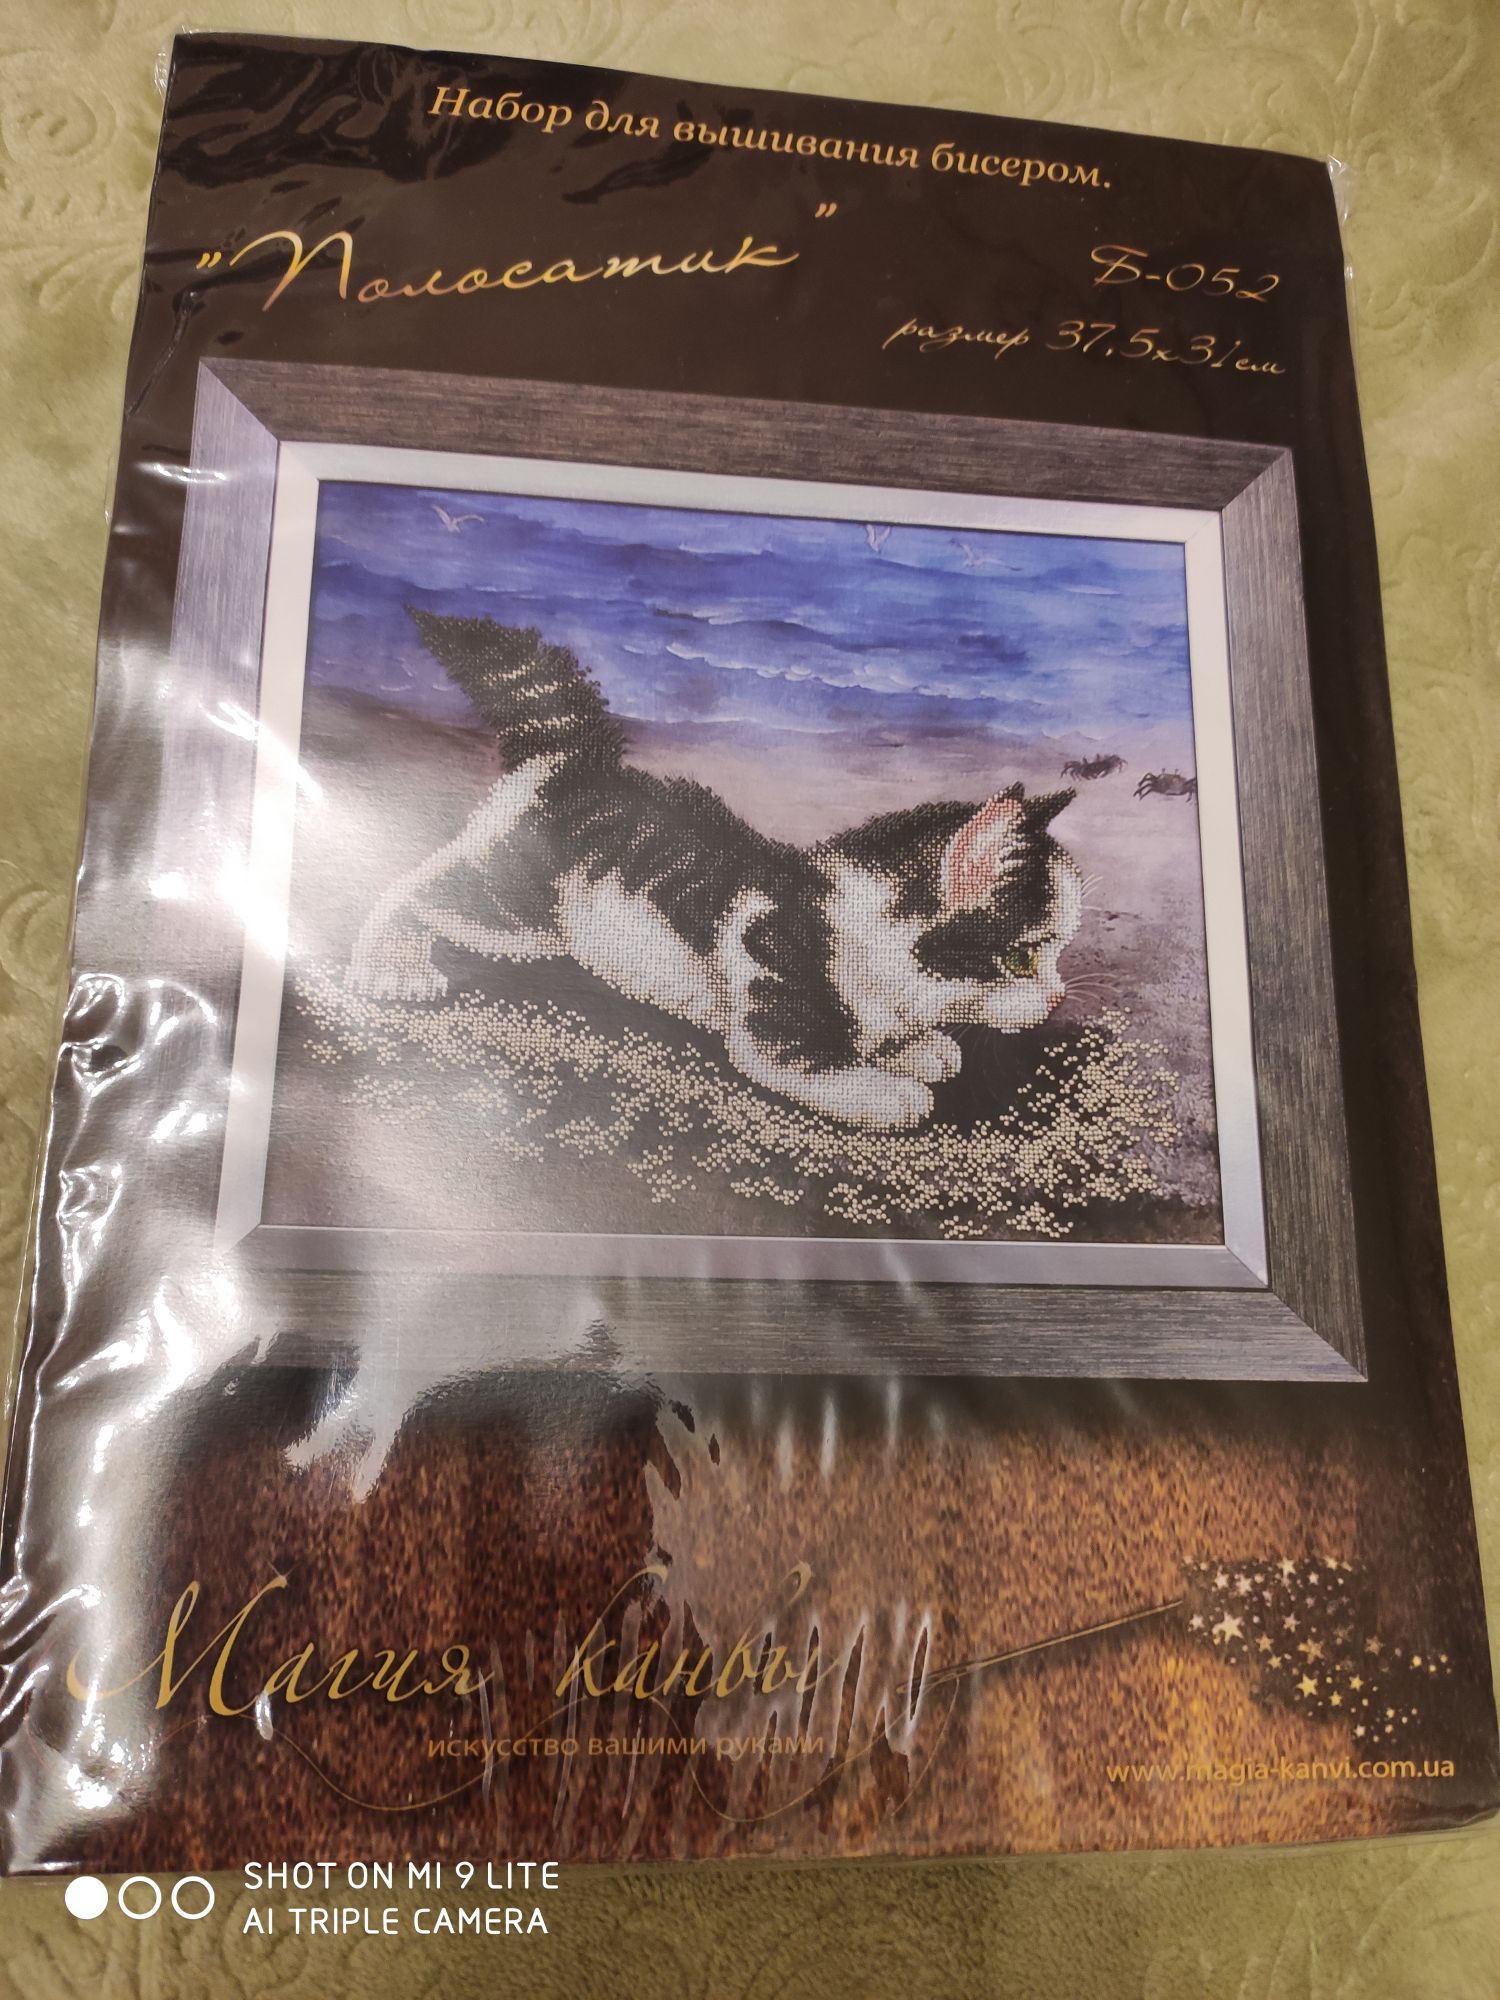 Набор для вышивания бисером.
"Полосатик"
Б-052
размер 37,5х31см
Магия канвы
искусство вашими руками
www.magia-kanvi.com.ua
SHOT ON MI 9 LITE
AI TRIPLE CAMERA